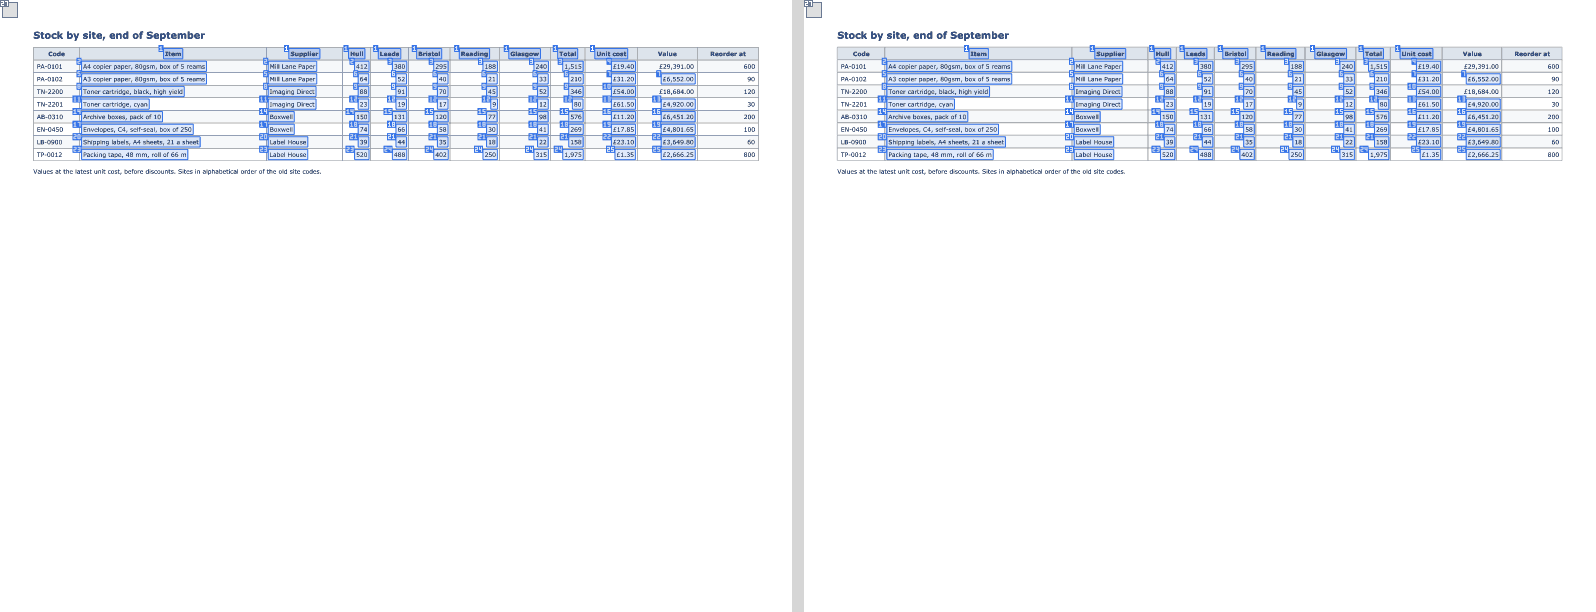 Stock by site, end of September
Code Item Supplier Hull Leeds Bristol Reading Glasgow Total Unit cost Value Reorder at
PA-0101 A4 copier paper, 80gsm, box of 5 reams Mill Lane Paper 412 380 295 188 240 1,515 £19.40 £29,391.00 600
PA-0102 A3 copier paper, 80gsm, box of 5 reams Mill Lane Paper 64 52 40 21 33 210 £31.20 £6,552.00 90
TN-2200 Toner cartridge, black, high yield Imaging Direct 88 91 70 45 52 346 £54.00 £18,684.00 120
TN-2201 Toner cartridge, cyan Imaging Direct 23 19 17 9 12 80 £61.50 £4,920.00 30
AB-0310 Archive boxes, pack of 10 Boxwell 150 131 120 77 98 576 £11.20 £6,451.20 200
EN-0450 Envelopes, C4, self-seal, box of 250 Boxwell 74 66 58 30 41 269 £17.85 £4,801.65 100
LB-0900 Shipping labels, A4 sheets, 21 a sheet Label House 39 44 35 18 22 158 £23.10 £3,649.80 60
TP-0012 Packing tape, 48 mm, roll of 66 m Label House 520 488 402 250 315 1,975 £1.35 £2,666.25 800
Values at the latest unit cost, before discounts. Sites in alphabetical order of the old site codes.
Stock by site, end of September
Code Item Supplier Hull Leeds Bristol Reading Glasgow Total Unit cost Value Reorder at
PA-0101 A4 copier paper, 80gsm, box of 5 reams Mill Lane Paper 412 380 295 188 240 1,515 £19.40 £29,391.00 600
PA-0102 A3 copier paper, 80gsm, box of 5 reams Mill Lane Paper 64 52 40 21 33 210 £31.20 £6,552.00 90
TN-2200 Toner cartridge, black, high yield Imaging Direct 88 91 70 45 52 346 £54.00 £18,684.00 120
TN-2201 Toner cartridge, cyan Imaging Direct 23 19 17 9 12 80 £61.50 £4,920.00 30
AB-0310 Archive boxes, pack of 10 Boxwell 150 131 120 77 98 576 £11.20 £6,451.20 200
EN-0450 Envelopes, C4, self-seal, box of 250 Boxwell 74 66 58 30 41 269 £17.85 £4,801.65 100
LB-0900 Shipping labels, A4 sheets, 21 a sheet Label House 39 44 35 18 22 158 £23.10 £3,649.80 60
TP-0012 Packing tape, 48 mm, roll of 66 m Label House 520 488 402 250 315 1,975 £1.35 £2,666.25 800
Values at the latest unit cost, before discounts. Sites in alphabetical order of the old site codes.